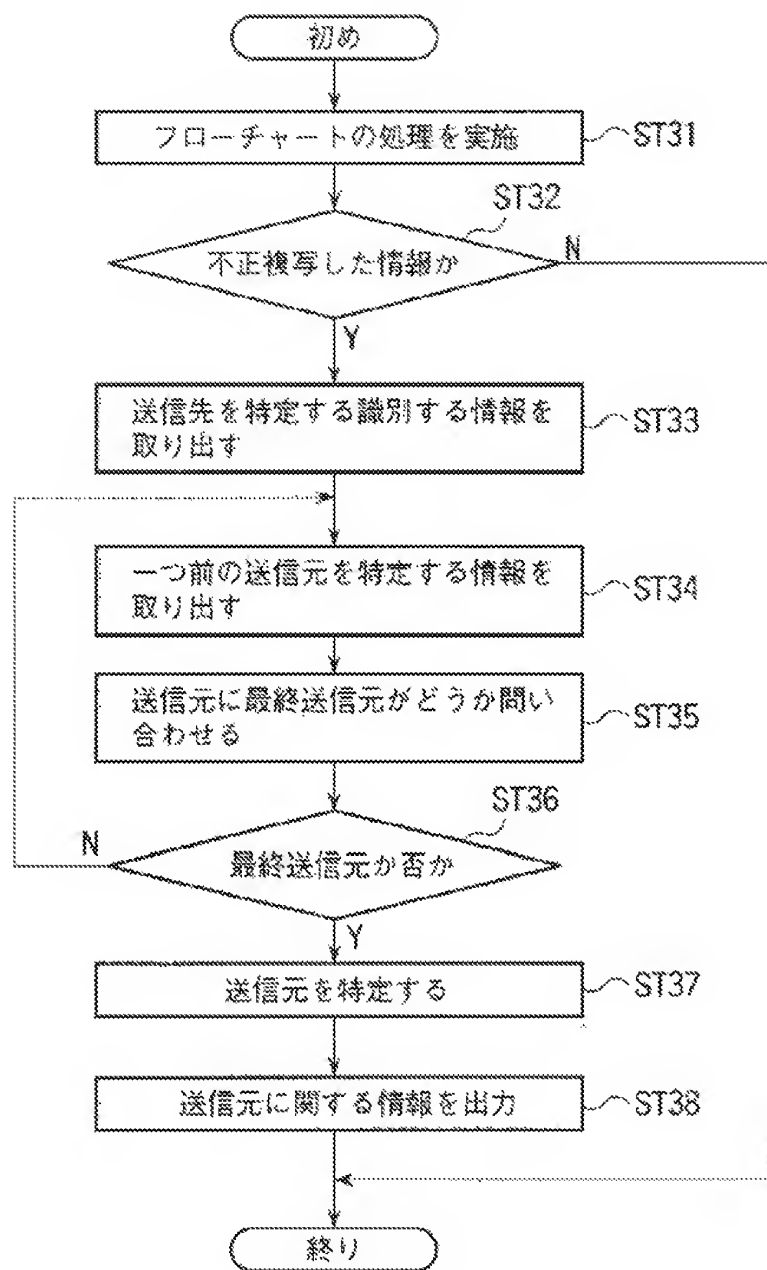 初め
フローチャートの処理を実施
ST31
ST32
不正複写した情報か
N
Y
送信先を特定する識別する情報を
取り出す
ST33
一つ前の送信元を特定する情報を
取り出す
ST34
送信元に最終送信元がどうか問い
合わせる
ST35
ST36
N
最終送信元か否か
Y
送信元を特定する
ST37
送信元に関する情報を出力
ST38
終り